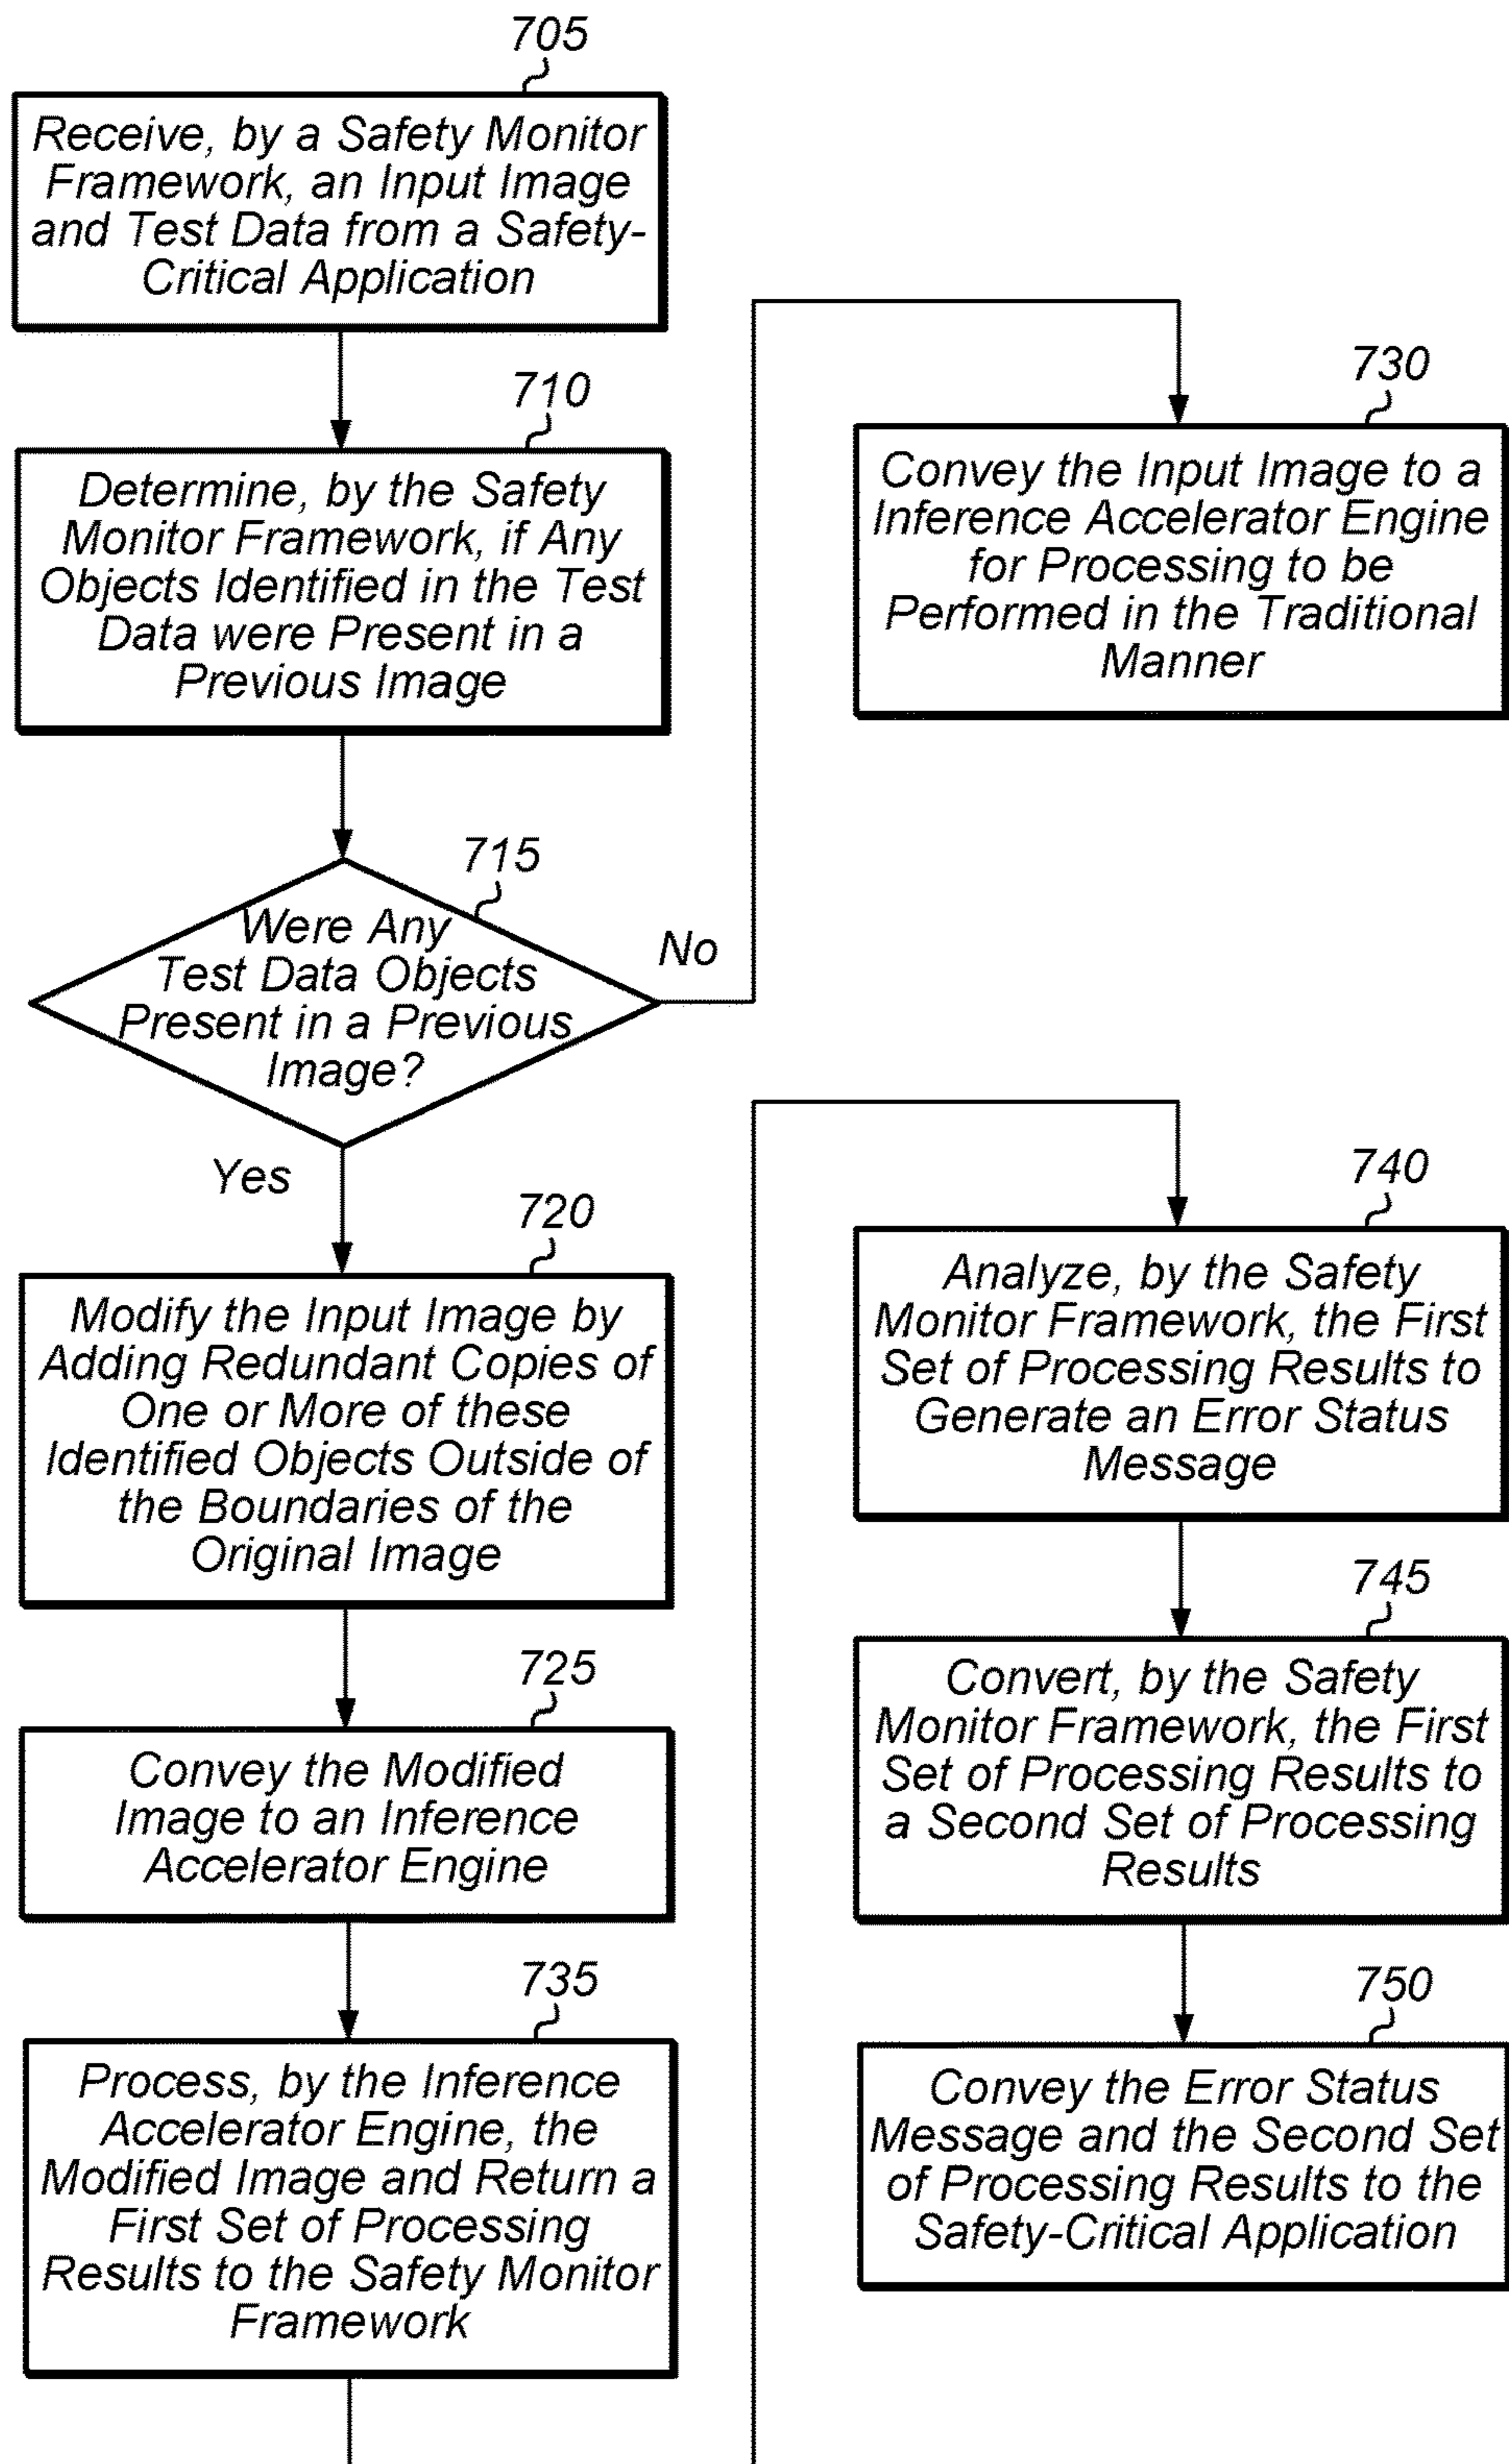 705
Receive, by a Safety Monitor
Framework, an Input Image
and Test Data from a Safety-
Critical Application
710
Determine, by the Safety
Monitor Framework, if Any
Objects Identified in the Test
Data were Present in a
Previous Image
715
Were Any
Test Data Objects
Present in a Previous
Image?
No
Yes
720
Modify the Input Image by
Adding Redundant Copies of
One or More of these
Identified Objects Outside of
the Boundaries of the
Original Image
725
Convey the Modified
Image to an Inference
Accelerator Engine
735
Process, by the Inference
Accelerator Engine, the
Modified Image and Return a
First Set of Processing
Results to the Safety Monitor
Framework
730
Convey the Input Image to a
Inference Accelerator Engine
for Processing to be
Performed in the Traditional
Manner
740
Analyze, by the Safety
Monitor Framework, the First
Set of Processing Results to
Generate an Error Status
Message
745
Convert, by the Safety
Monitor Framework, the First
Set of Processing Results to
a Second Set of Processing
Results
750
Convey the Error Status
Message and the Second Set
of Processing Results to the
Safety-Critical Application